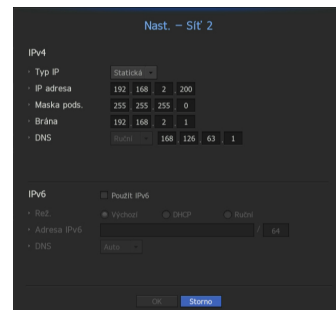 Nast. – Síť 2
IPv4
Typ IP Statická
IP adresa 192 168 2 200
Maska pods. 255 255 255 0
Brána 192 168 2 1
DNS Ruční 168 126 63 1
IPv6 Použít IPv6
Rež. Výchozí DHCP Ruční
Adresa IPv6 / 64
DNS Auto
OK Storno